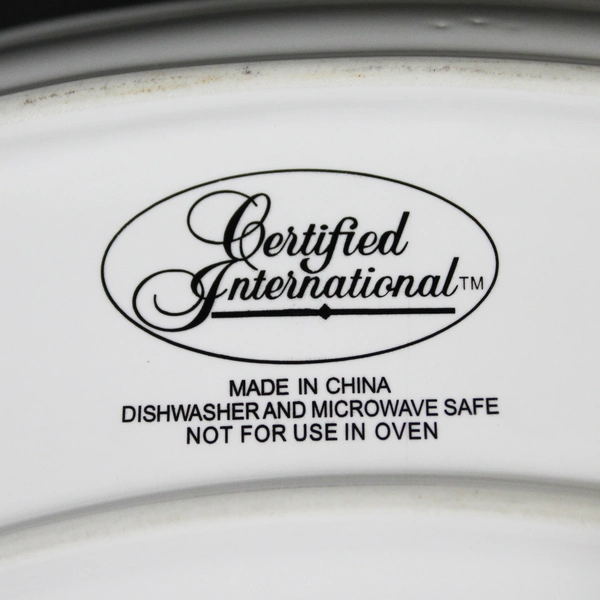 Certified
International™
MADE IN CHINA
DISHWASHER AND MICROWAVE SAFE
NOT FOR USE IN OVEN